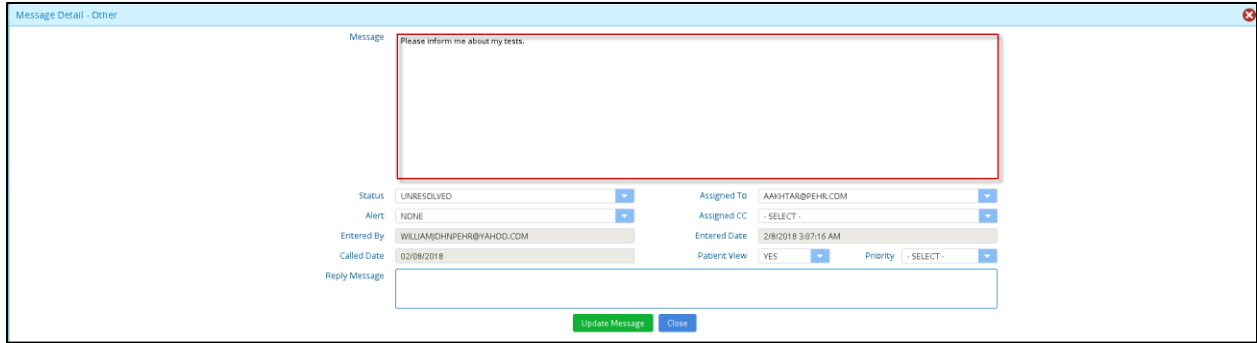 Message Detail - Other
Message Please inform me about my tests.
Status UNRESOLVED Assigned To AAKHTAR@PEHR.COM
Alert NONE Assigned CC - SELECT -
Entered By WILLIAMJOHNPEHR@YAHOO.COM Entered Date 2/8/2018 3:07:16 AM
Called Date 02/08/2018 Patient View YES Priority - SELECT -
Reply Message
Update Message Close